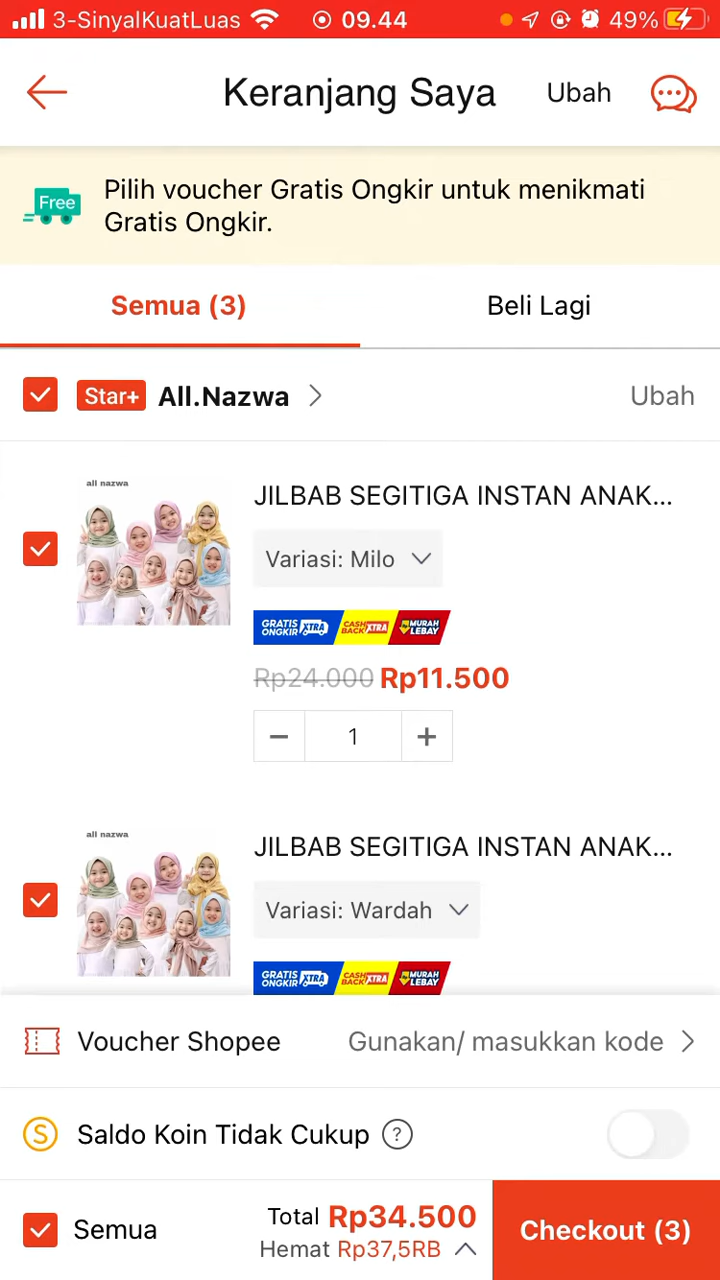 3-SinyalKuatLuas 09.44 49%
Keranjang Saya Ubah
Free
Pilih voucher Gratis Ongkir untuk menikmati
Gratis Ongkir.
Semua (3) Beli Lagi
Star+ All.Nazwa Ubah
all nazwa
JILBAB SEGITIGA INSTAN ANAK...
Variasi: Milo
GRATIS ONGKIR XTRA CASHBACK XTRA MURAH LEBAY
Rp24.000 Rp11.500
1
all nazwa
JILBAB SEGITIGA INSTAN ANAK...
Variasi: Wardah
GRATIS ONGKIR XTRA CASHBACK XTRA MURAH LEBAY
Voucher Shopee Gunakan/ masukkan kode
S Saldo Koin Tidak Cukup ?
Semua Total Rp34.500
Hemat Rp37,5RB
Checkout (3)